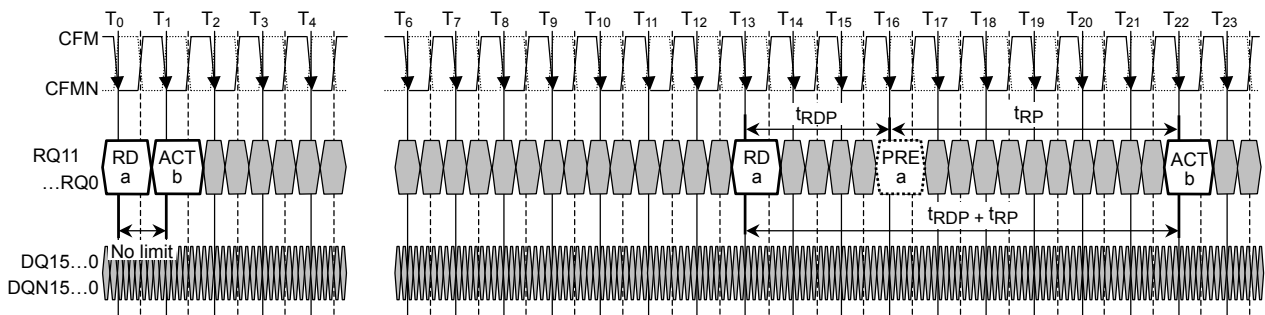 T0 T1 T2 T3 T4 T6 T7 T8 T9 T10 T11 T12 T13 T14 T15 T16 T17 T18 T19 T20 T21 T22 T23
CFM
CFMN
tRDP tRP
RQ11 RD ACT RD PRE ACT
...RQ0 a b a a b
tRDP + tRP
No limit
DQ15...0
DQN15...0